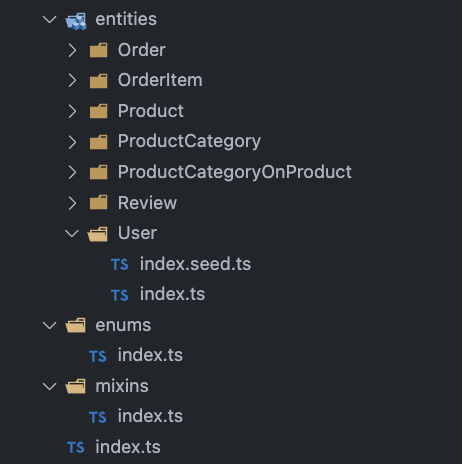 entities
Order
OrderItem
Product
ProductCategory
ProductCategoryOnProduct
Review
User
TS index.seed.ts
TS index.ts
enums
TS index.ts
mixins
TS index.ts
TS index.ts